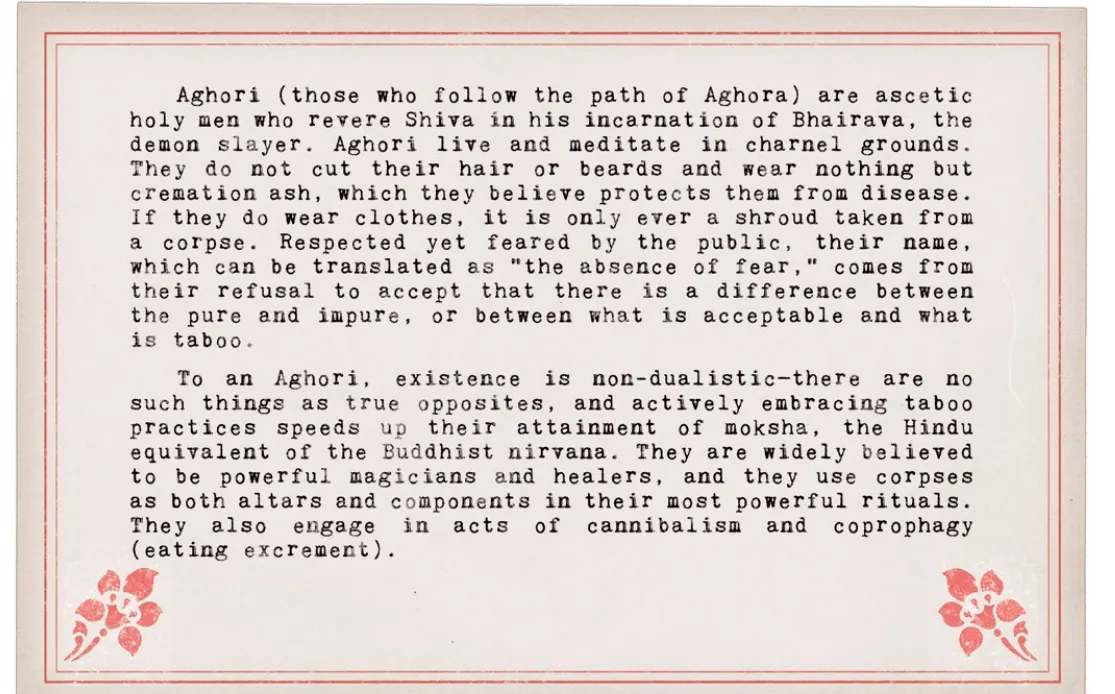 Aghori (those who follow the path of Aghora) are ascetic
holy men who revere Shiva in his incarnation of Bhairava, the
demon slayer. Aghori live and meditate in charnel grounds.
They do not cut their hair or beards and wear nothing but
cremation ash, which they believe protects them from disease.
If they do wear clothes, it is only ever a shroud taken from
a corpse. Respected yet feared by the public, their name,
which can be translated as "the absence of fear," comes from
their refusal to accept that there is a difference between
the pure and impure, or between what is acceptable and what
is taboo.
To an Aghori, existence is non-dualistic—there are no
such things as true opposites, and actively embracing taboo
practices speeds up their attainment of moksha, the Hindu
equivalent of the Buddhist nirvana. They are widely believed
to be powerful magicians and healers, and they use corpses
as both altars and components in their most powerful rituals.
They also engage in acts of cannibalism and coprophagy
(eating excrement).